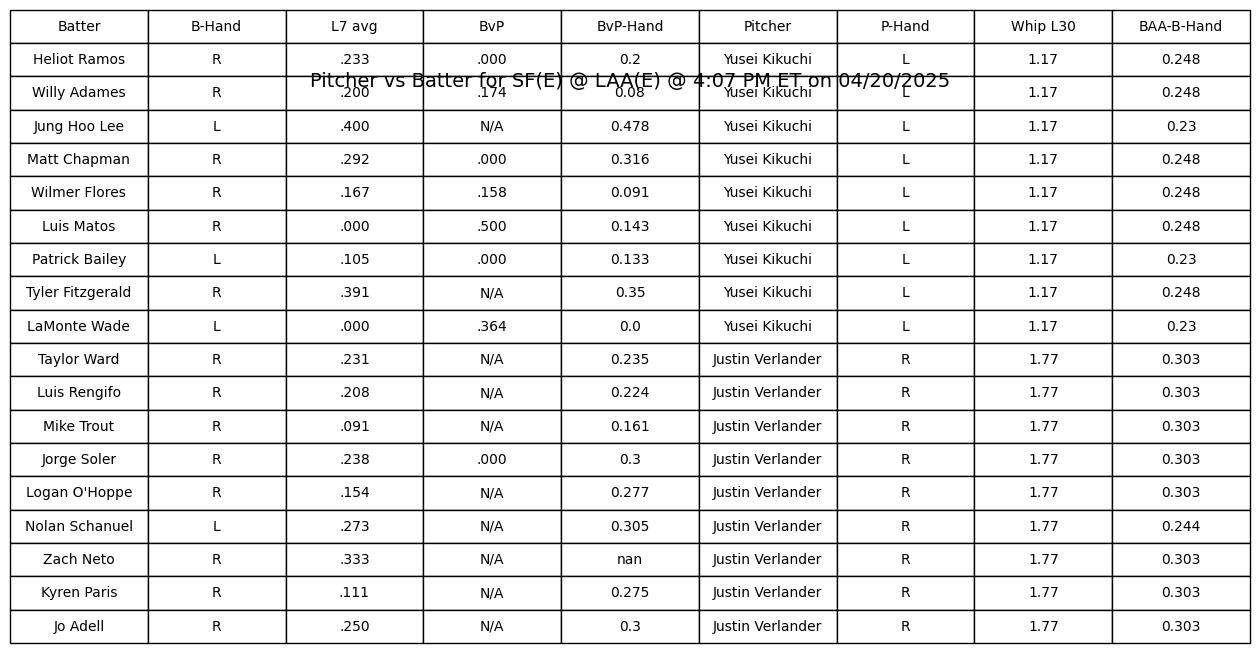 Batter B-Hand L7 avg BvP BvP-Hand Pitcher P-Hand Whip L30 BAA-B-Hand
Heliot Ramos R .233 .000 0.2 Yusei Kikuchi L 1.17 0.248
Pitcher vs Batter for SF(E) @ LAA(E) @ 4:07 PM ET on 04/20/2025
Willy Adames R .200 .174 0.08 Yusei Kikuchi L 1.17 0.248
Jung Hoo Lee L .400 N/A 0.478 Yusei Kikuchi L 1.17 0.23
Matt Chapman R .292 .000 0.316 Yusei Kikuchi L 1.17 0.248
Wilmer Flores R .167 .158 0.091 Yusei Kikuchi L 1.17 0.248
Luis Matos R .000 .500 0.143 Yusei Kikuchi L 1.17 0.248
Patrick Bailey L .105 .000 0.133 Yusei Kikuchi L 1.17 0.23
Tyler Fitzgerald R .391 N/A 0.35 Yusei Kikuchi L 1.17 0.248
LaMonte Wade L .000 .364 0.0 Yusei Kikuchi L 1.17 0.23
Taylor Ward R .231 N/A 0.235 Justin Verlander R 1.77 0.303
Luis Rengifo R .208 N/A 0.224 Justin Verlander R 1.77 0.303
Mike Trout R .091 N/A 0.161 Justin Verlander R 1.77 0.303
Jorge Soler R .238 .000 0.3 Justin Verlander R 1.77 0.303
Logan O'Hoppe R .154 N/A 0.277 Justin Verlander R 1.77 0.303
Nolan Schanuel L .273 N/A 0.305 Justin Verlander R 1.77 0.244
Zach Neto R .333 N/A nan Justin Verlander R 1.77 0.303
Kyren Paris R .111 N/A 0.275 Justin Verlander R 1.77 0.303
Jo Adell R .250 N/A 0.3 Justin Verlander R 1.77 0.303